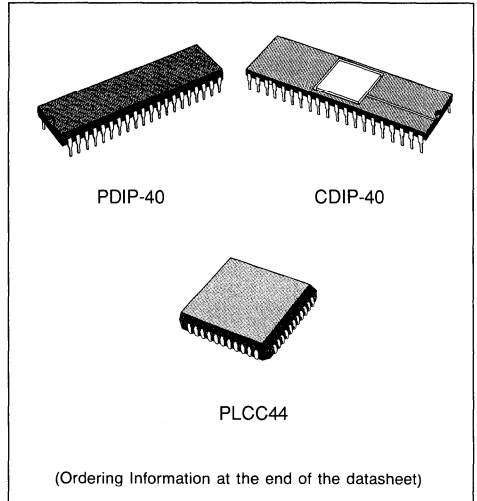 PDIP-40
CDIP-40
PLCC44
(Ordering Information at the end of the datasheet)